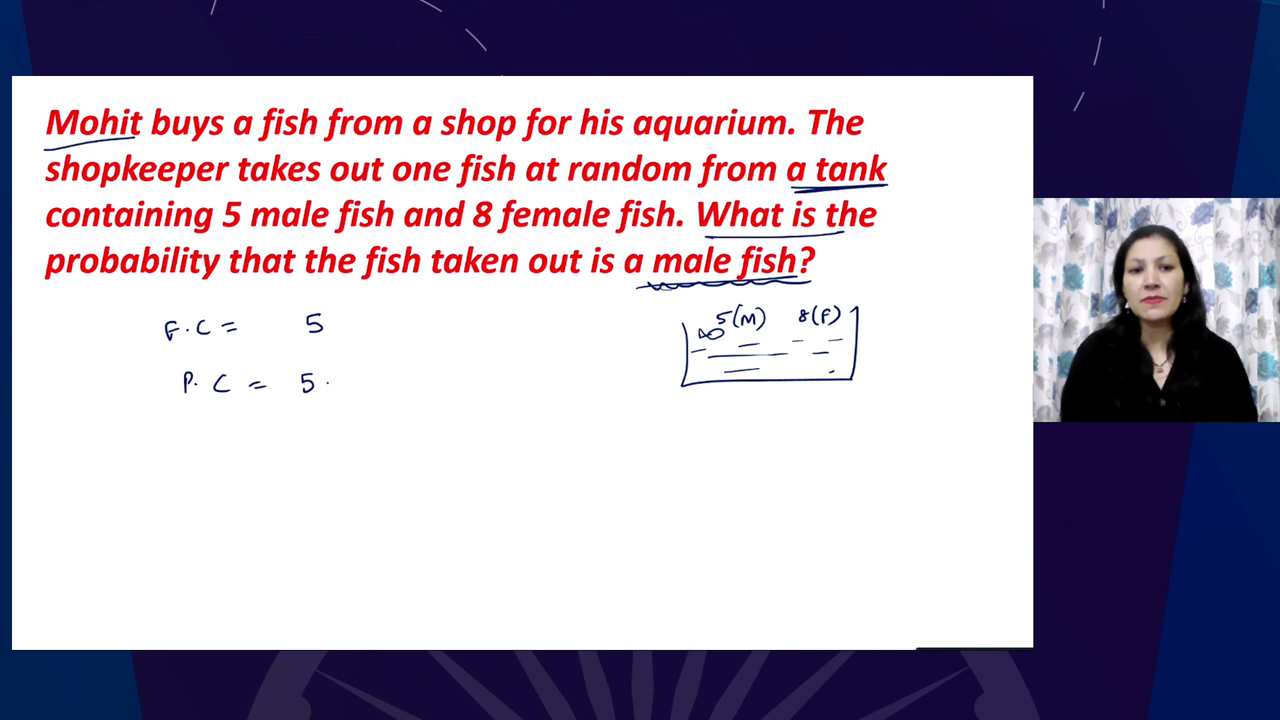 Mohit buys a fish from a shop for his aquarium. The
shopkeeper takes out one fish at random from a tank
containing 5 male fish and 8 female fish. What is the
probability that the fish taken out is a male fish?
F.C = 5
P.C = 5
5(M) 8(F)